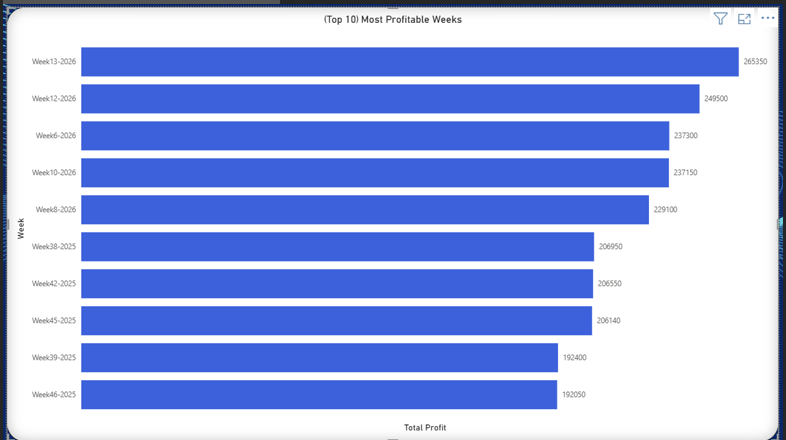 (Top 10) Most Profitable Weeks
Week13-2026 265350
Week12-2026 249500
Week6-2026 237300
Week10-2026 237150
Week8-2026 229100
Week
Week38-2025 206950
Week42-2025 206550
Week45-2025 206140
Week39-2025 192400
Week46-2025 192050
Total Profit